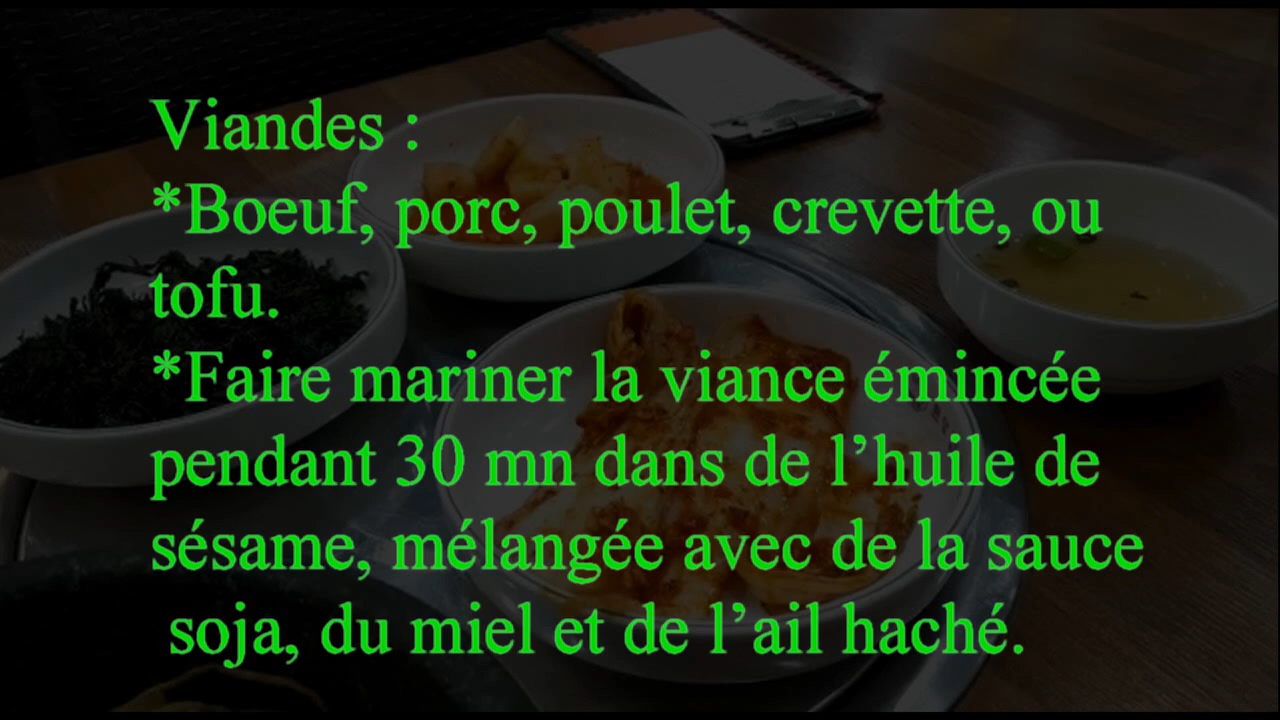 Viandes :
*Boeuf, porc, poulet, crevette, ou
tofu.
*Faire mariner la viance émincée
pendant 30 mn dans de l’huile de
sésame, mélangée avec de la sauce
soja, du miel et de l’ail haché.